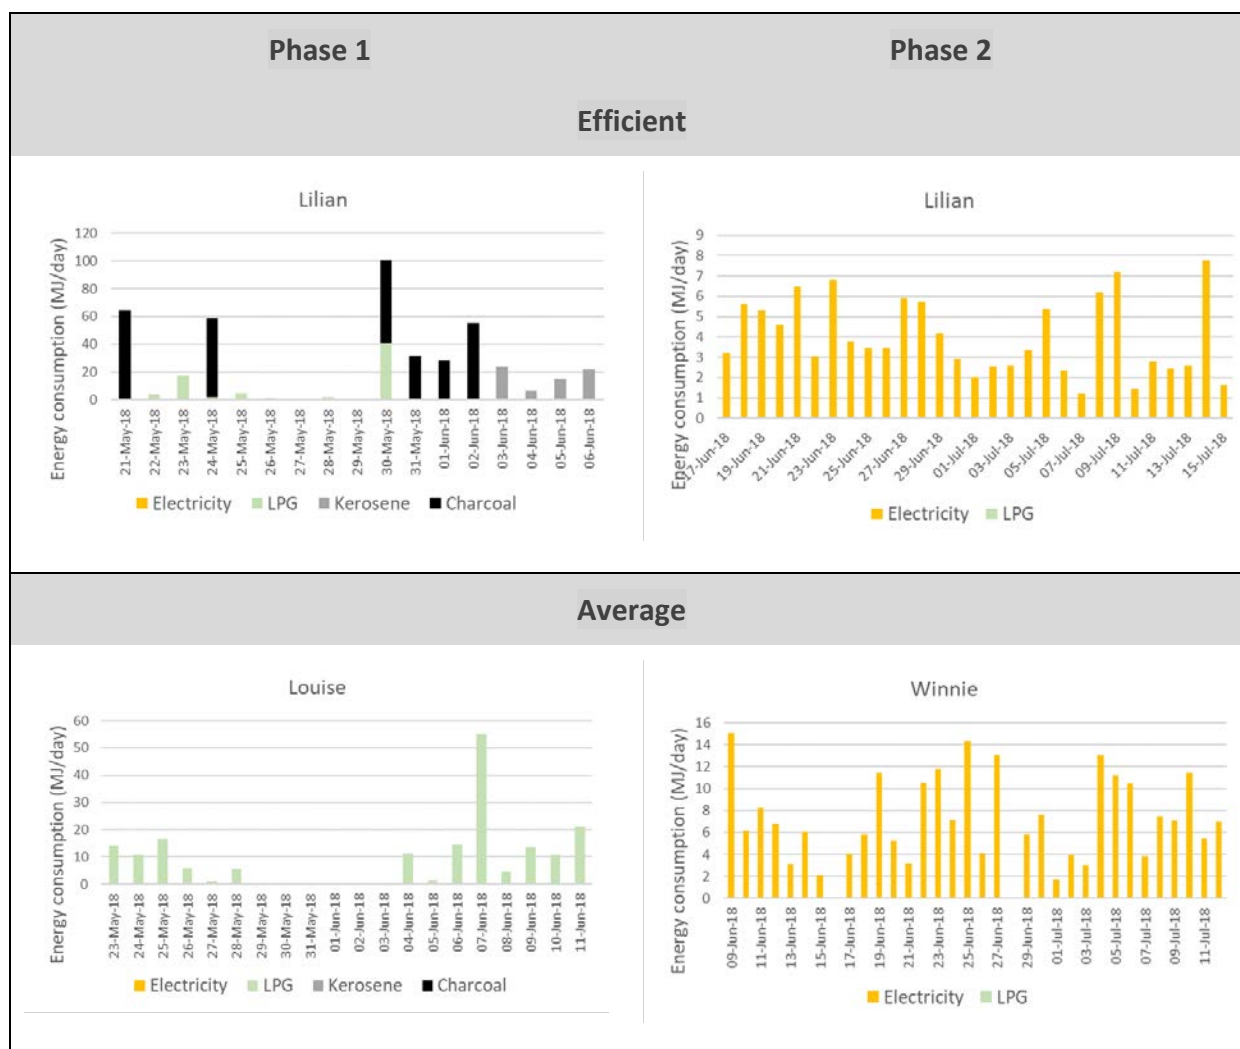 Phase 1
Phase 2
Efficient
Lilian
Energy consumption (MJ/day)
120
100
80
60
40
20
0
21-May-18
22-May-18
23-May-18
24-May-18
25-May-18
26-May-18
27-May-18
28-May-18
29-May-18
30-May-18
31-May-18
01-Jun-18
02-Jun-18
03-Jun-18
04-Jun-18
05-Jun-18
06-Jun-18
Electricity LPG Kerosene Charcoal
Lilian
Energy consumption (MJ/day)
9
8
7
6
5
4
3
2
1
0
17-Jun-18
19-Jun-18
21-Jun-18
23-Jun-18
25-Jun-18
27-Jun-18
29-Jun-18
01-Jul-18
03-Jul-18
05-Jul-18
07-Jul-18
09-Jul-18
11-Jul-18
13-Jul-18
15-Jul-18
Electricity LPG
Average
Louise
Energy consumption (MJ/day)
60
50
40
30
20
10
0
23-May-18
24-May-18
25-May-18
26-May-18
27-May-18
28-May-18
29-May-18
30-May-18
31-May-18
01-Jun-18
02-Jun-18
03-Jun-18
04-Jun-18
05-Jun-18
06-Jun-18
07-Jun-18
08-Jun-18
09-Jun-18
10-Jun-18
11-Jun-18
Electricity LPG Kerosene Charcoal
Winnie
Energy consumption (MJ/day)
16
14
12
10
8
6
4
2
0
09-Jun-18
11-Jun-18
13-Jun-18
15-Jun-18
17-Jun-18
19-Jun-18
21-Jun-18
23-Jun-18
25-Jun-18
27-Jun-18
29-Jun-18
01-Jul-18
03-Jul-18
05-Jul-18
07-Jul-18
09-Jul-18
11-Jul-18
Electricity LPG